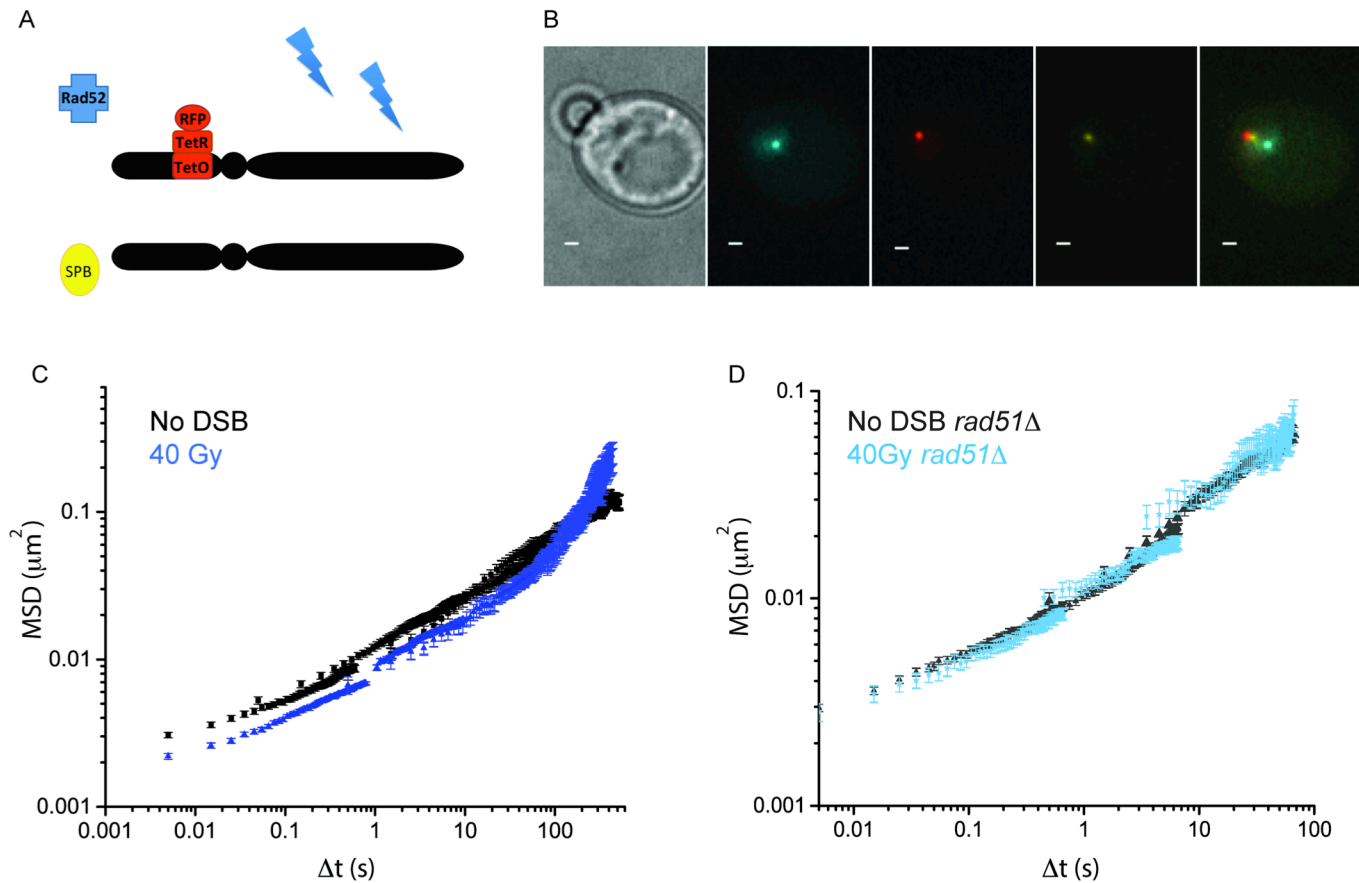 A
Rad52
RFP
TetR
TetO
SPB
B
C
No DSB
40 Gy
MSD (μm²)
0.1
0.01
0.001
0.001
0.01
0.1
1
10
100
Δt (s)
D
No DSB rad51Δ
40Gy rad51Δ
MSD (μm²)
0.1
0.01
0.001
0.01
0.1
1
10
100
Δt (s)